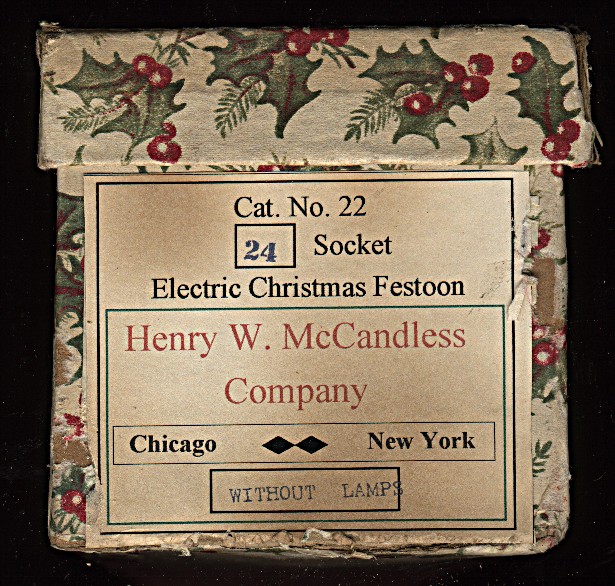 Cat. No. 22
24 Socket
Electric Christmas Festoon
Henry W. McCandless
Company
Chicago New York
WITHOUT LAMPS